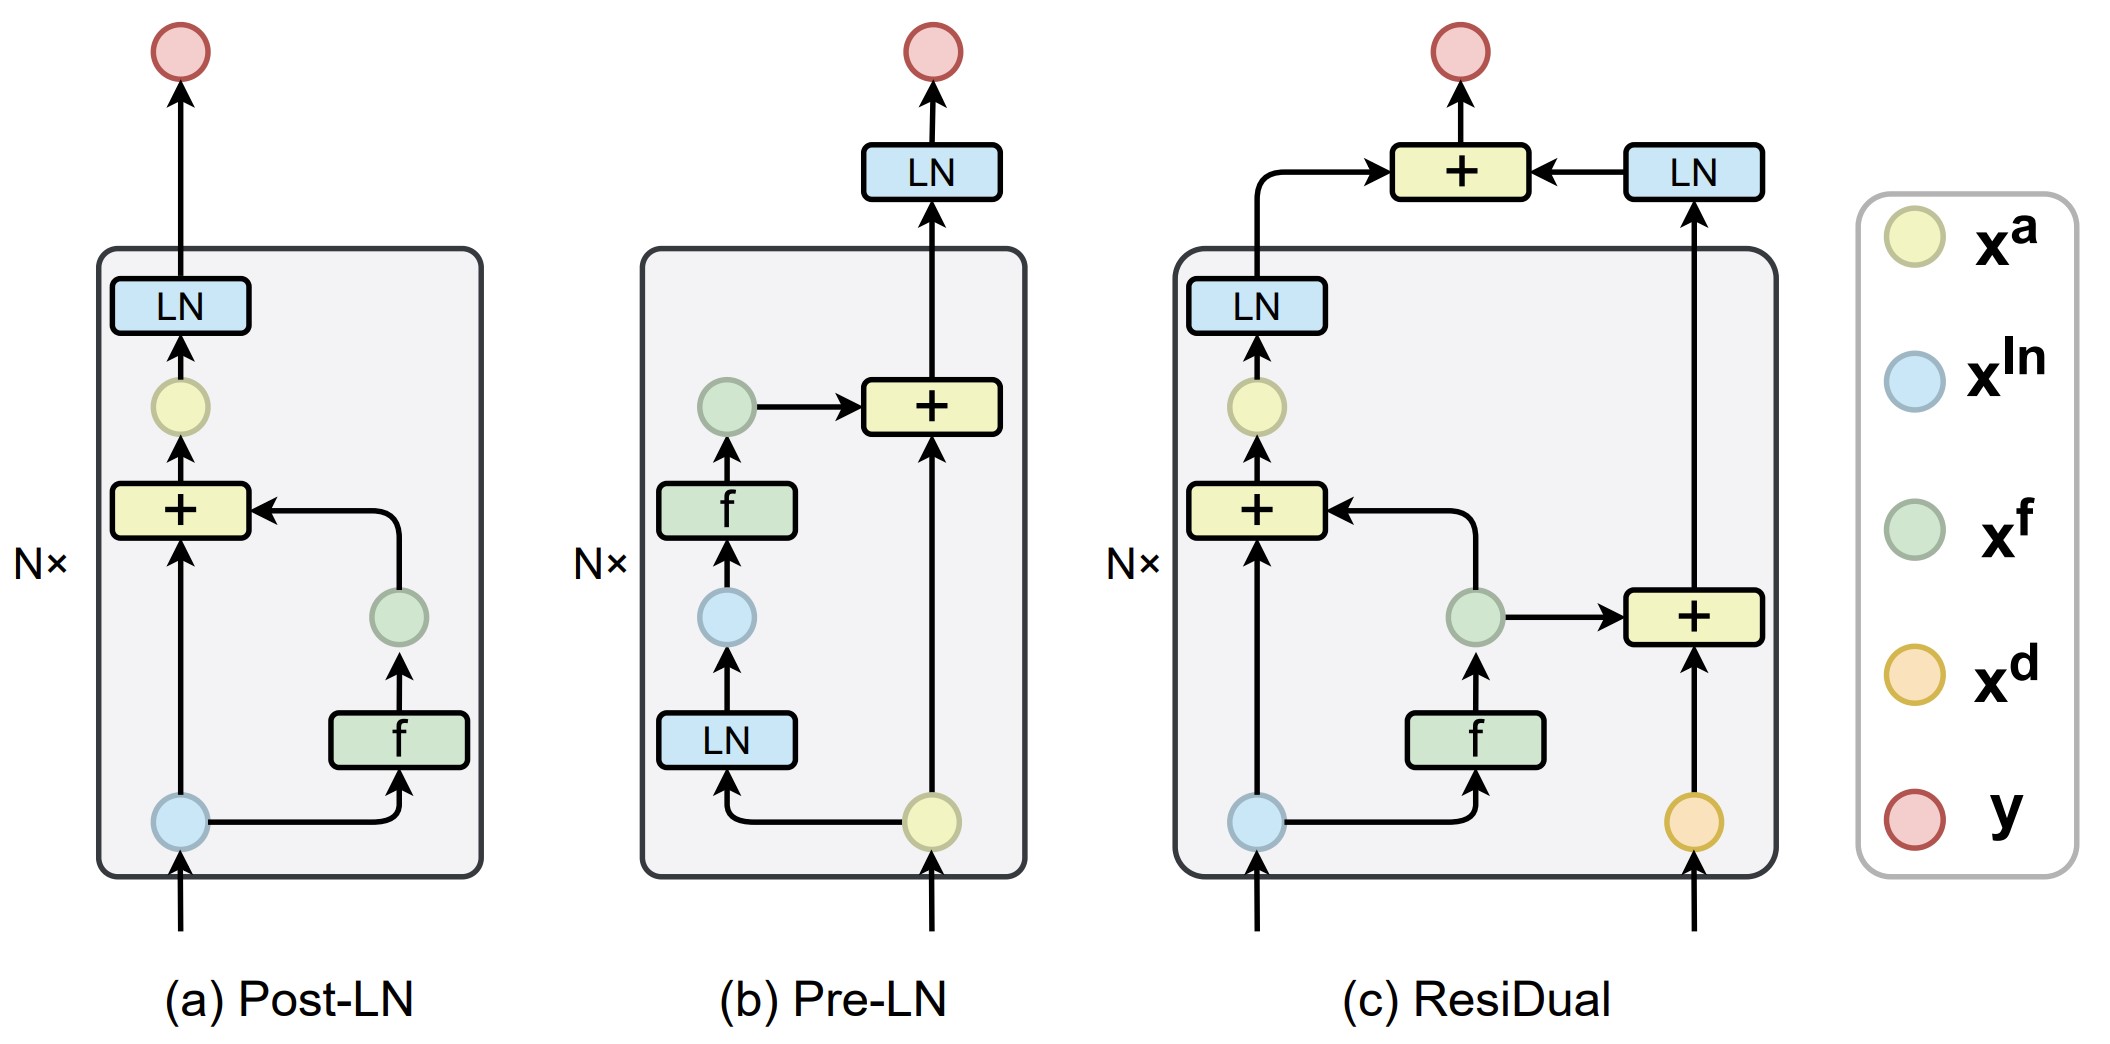 LN
+
f
N×
(a) Post-LN
LN
+
f
LN
N×
(b) Pre-LN
+
LN
LN
+
+
f
N×
(c) ResiDual
x^a
x^ln
x^f
x^d
y